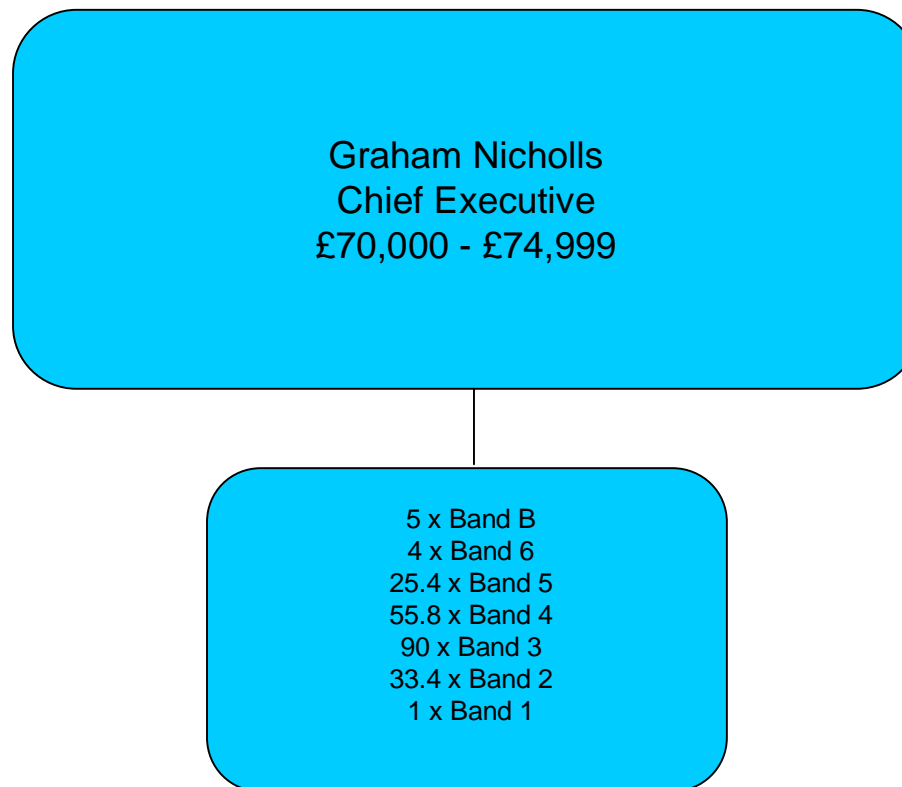 Graham Nicholls
Chief Executive
£70,000 - £74,999
5 x Band B
4 x Band 6
25.4 x Band 5
55.8 x Band 4
90 x Band 3
33.4 x Band 2
1 x Band 1